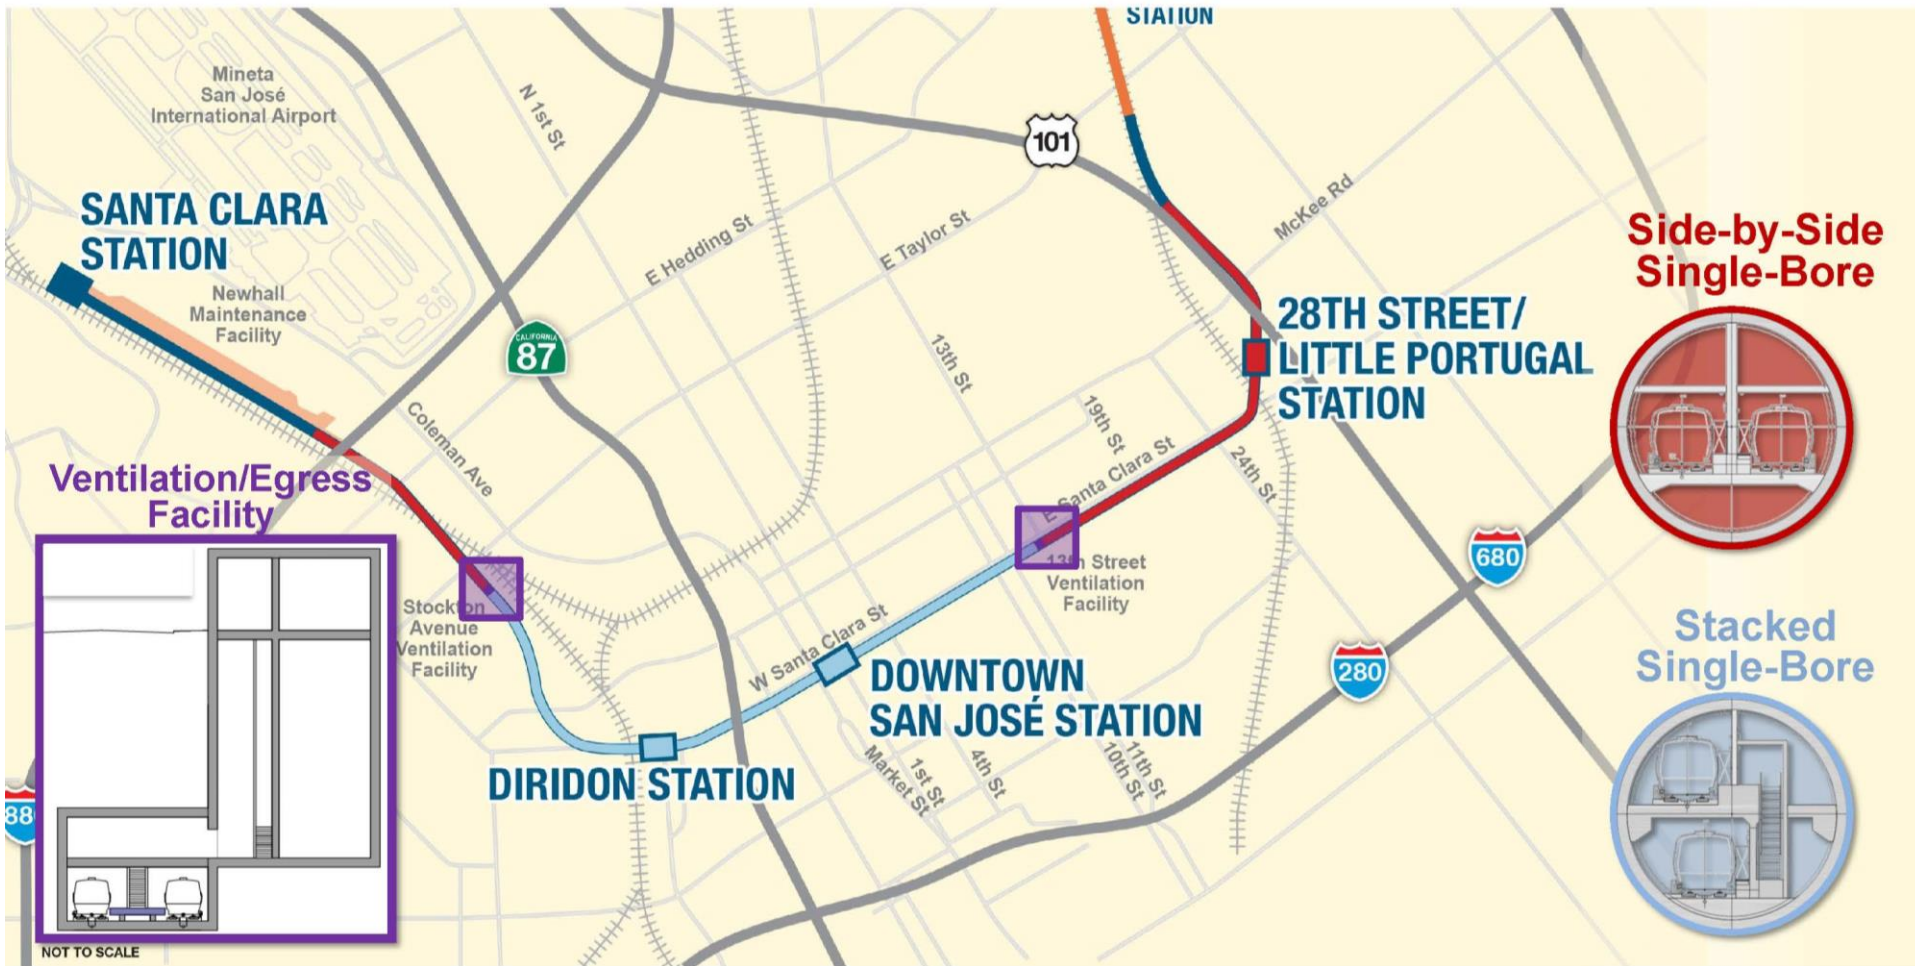 STATION
Mineta
San José
International Airport
N 1st St
101
SANTA CLARA
STATION
McKee Rd
E Hedding St
E Taylor St
Side-by-Side
Single-Bore
Newhall
Maintenance
Facility
CALIFORNIA
87
28TH STREET/
LITTLE PORTUGAL
STATION
13th St
Coleman Ave
19th St
E Santa Clara St
24th St
Ventilation/Egress
Facility
680
13th Street
Ventilation
Facility
Stockton
Avenue
Ventilation
Facility
W Santa Clara St
Stacked
Single-Bore
280
DOWNTOWN
SAN JOSÉ STATION
DIRIDON STATION
Market St
1st St
4th St
10th St
11th St
88
NOT TO SCALE